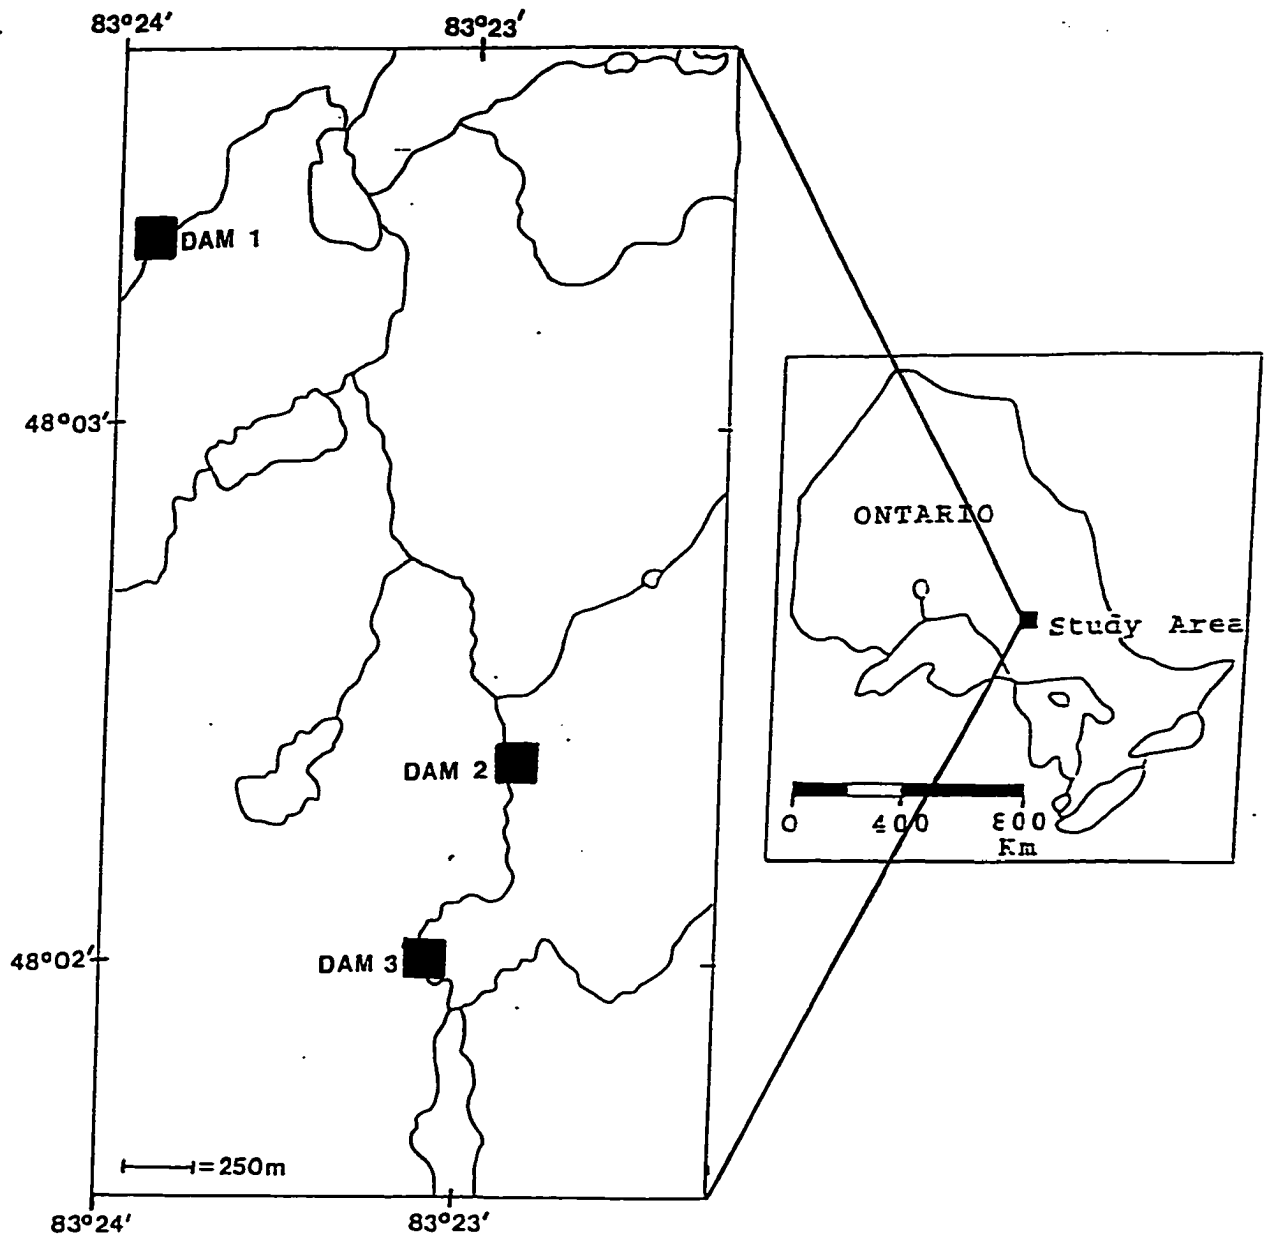 83°24′
83°23′
DAM 1
48°03′
ONTARIO
Study Area
DAM 2
0 400 800
Km
DAM 3
48°02′
=250m
83°24′
83°23′